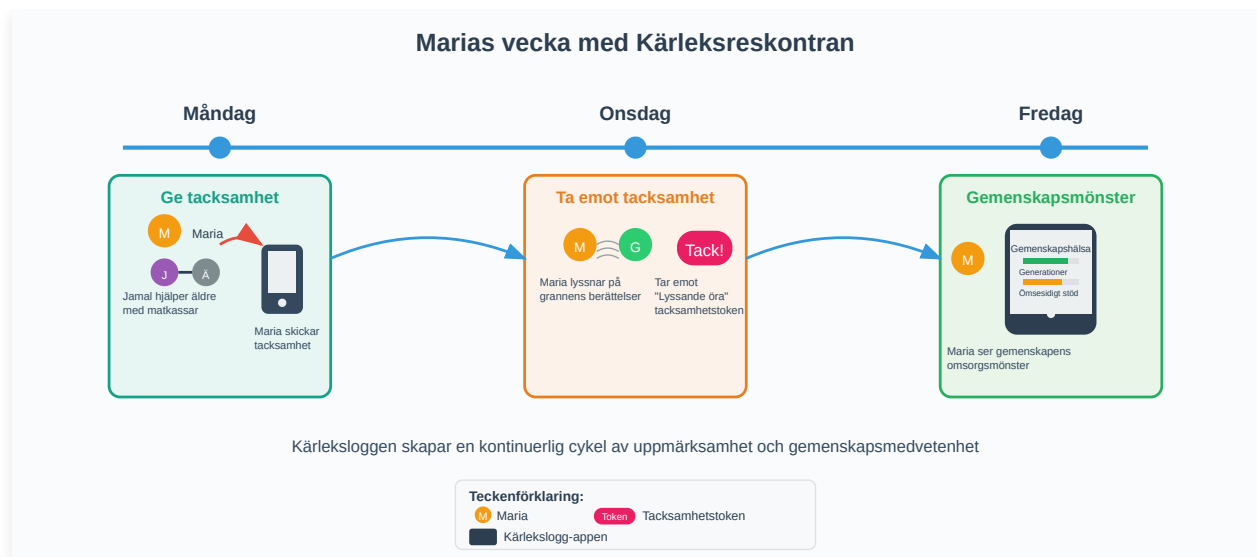 Marias vecka med Kärleksreskontran
Måndag
Onsdag
Fredag
Ge tacksamhet
M
Maria
J
Ä
Jamal hjälper äldre
med matkassar
Maria skickar
tacksamhet
Ta emot tacksamhet
M
G
Tack!
Maria lyssnar på
grannens berättelser
Tar emot
"Lyssande öra"
tacksamhetstoken
Gemenskapsmönster
M
Gemenskapshälsa
Generationer
Ömsesidigt stöd
Maria ser gemenskapens
omsorgsmönster
Kärleksloggen skapar en kontinuerlig cykel av uppmärksamhet och gemenskapsmedvetenhet
Teckenförklaring:
M Maria
Token Tacksamhetstoken
Kärlekslogg-appen